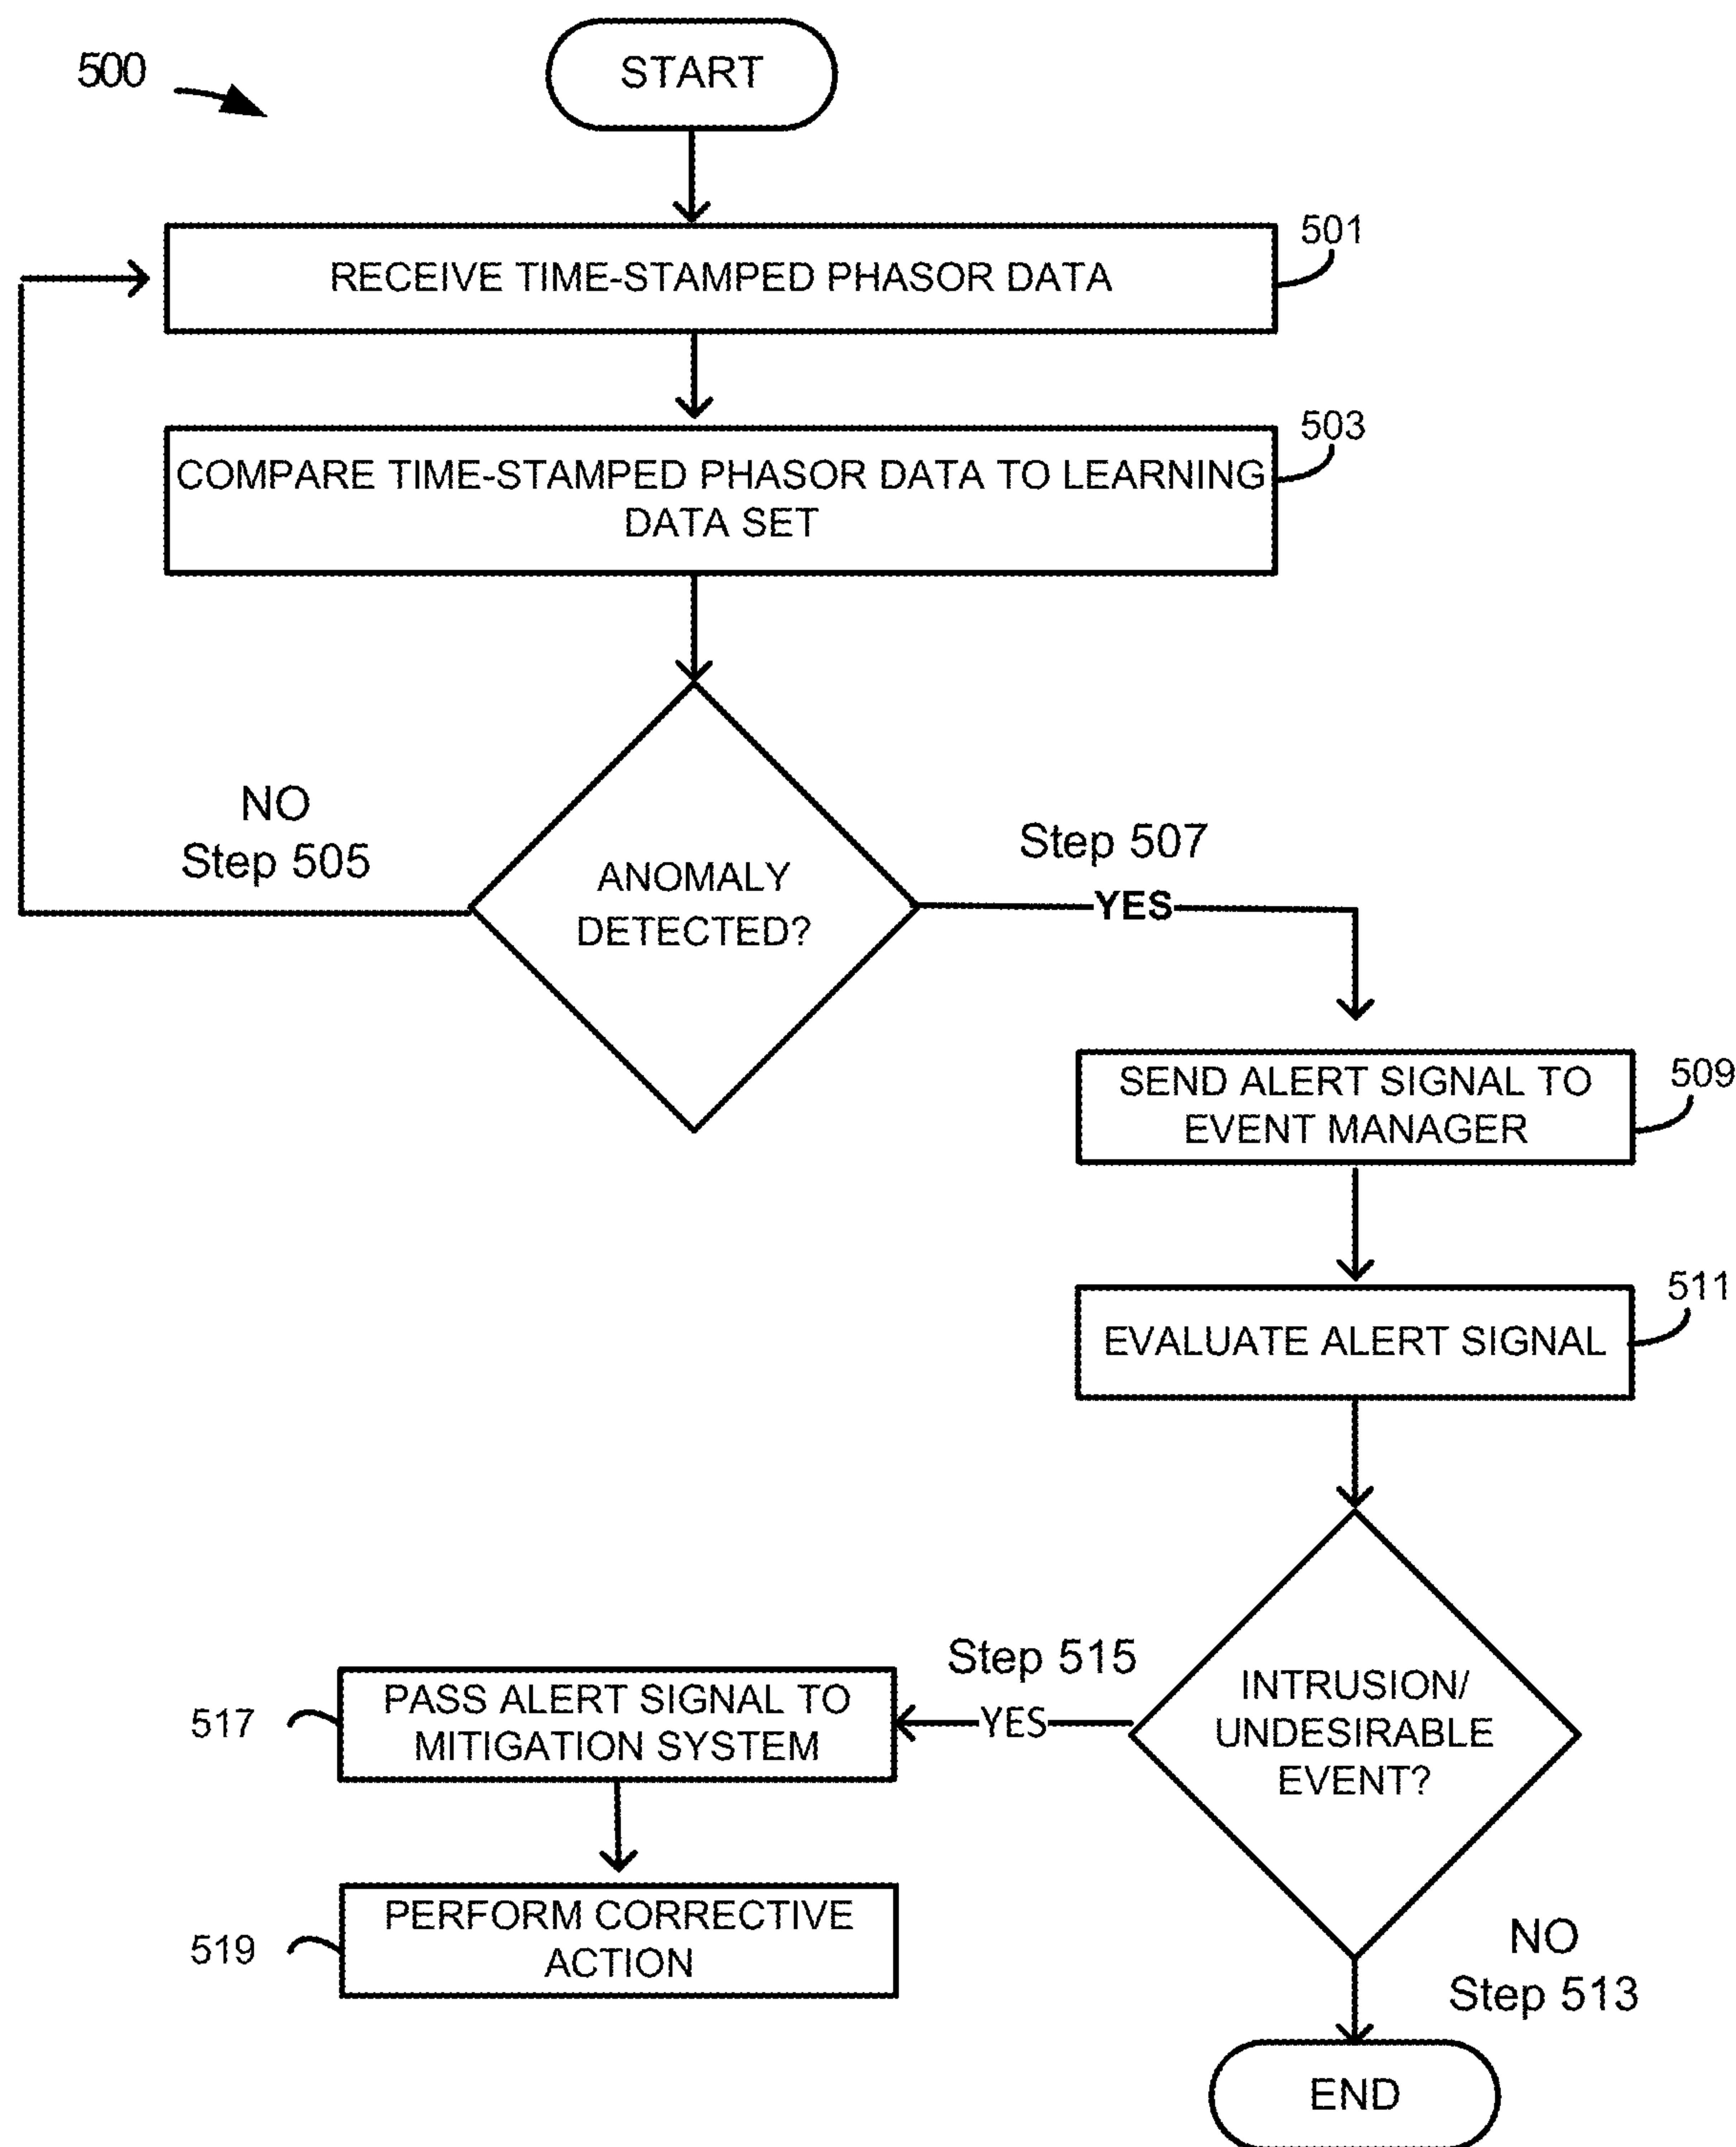 500
START
501
RECEIVE TIME-STAMPED PHASOR DATA
503
COMPARE TIME-STAMPED PHASOR DATA TO LEARNING
DATA SET
NO
Step 505
ANOMALY
DETECTED?
Step 507
YES
SEND ALERT SIGNAL TO
EVENT MANAGER
509
511
EVALUATE ALERT SIGNAL
INTRUSION/
UNDESIRABLE
EVENT?
Step 515
YES
517
PASS ALERT SIGNAL TO
MITIGATION SYSTEM
519
PERFORM CORRECTIVE
ACTION
NO
Step 513
END